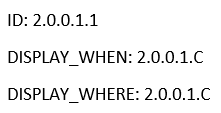 ID: 2.0.0.1.1
DISPLAY_WHEN: 2.0.0.1.C
DISPLAY_WHERE: 2.0.0.1.C